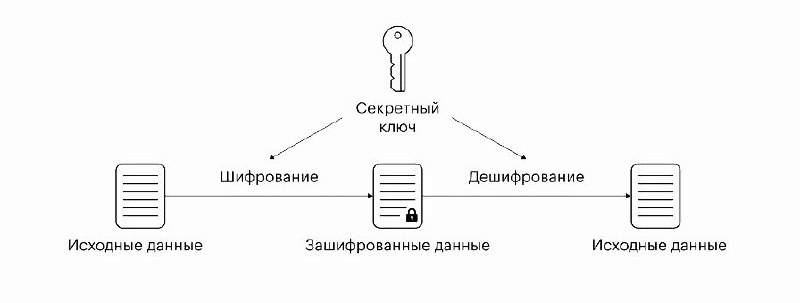 Секретный
ключ
Шифрование
Дешифрование
Исходные данные
Зашифрованные данные
Исходные данные